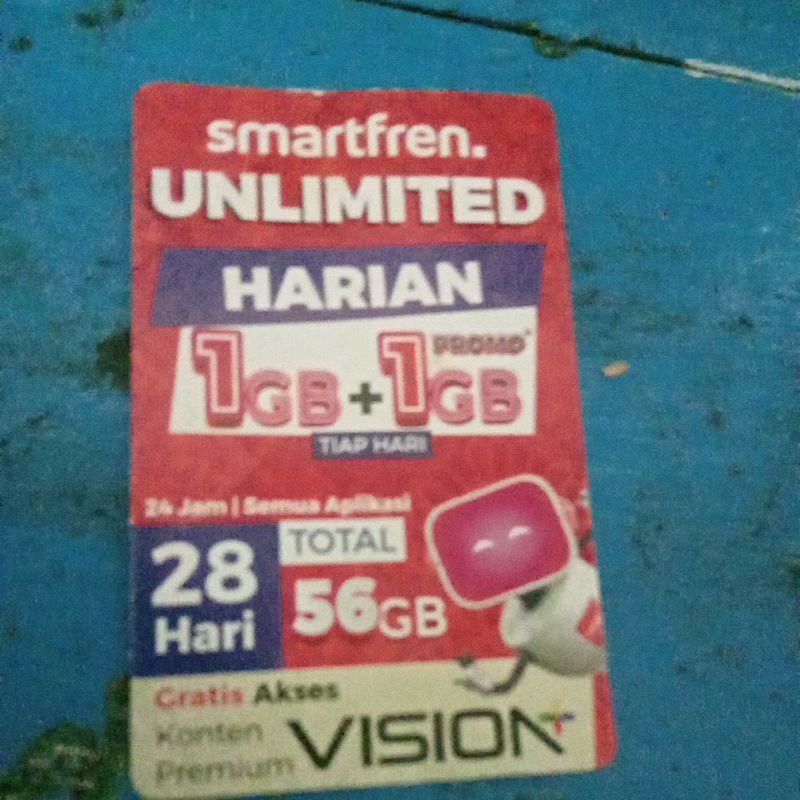 smartfren.
UNLIMITED
HARIAN
1GB + 1GB PROMO*
TIAP HARI
24 Jam | Semua Aplikasi
28 Hari
TOTAL
56GB
Gratis Akses
Konten
Premium
VISION+